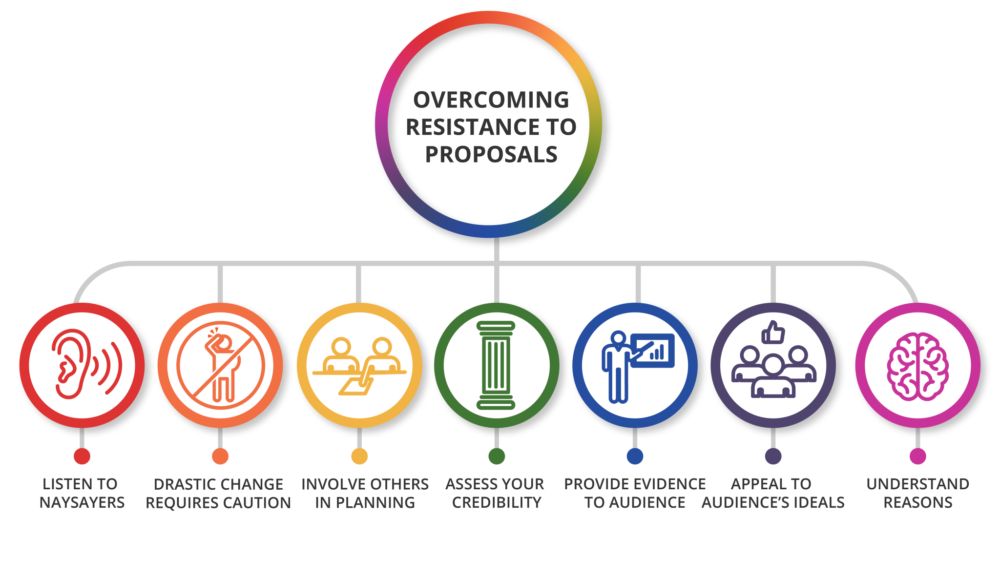 OVERCOMING
RESISTANCE TO
PROPOSALS
LISTEN TO
NAYSAYERS
DRASTIC CHANGE
REQUIRES CAUTION
INVOLVE OTHERS
IN PLANNING
ASSESS YOUR
CREDIBILITY
PROVIDE EVIDENCE
TO AUDIENCE
APPEAL TO
AUDIENCE’S IDEALS
UNDERSTAND
REASONS